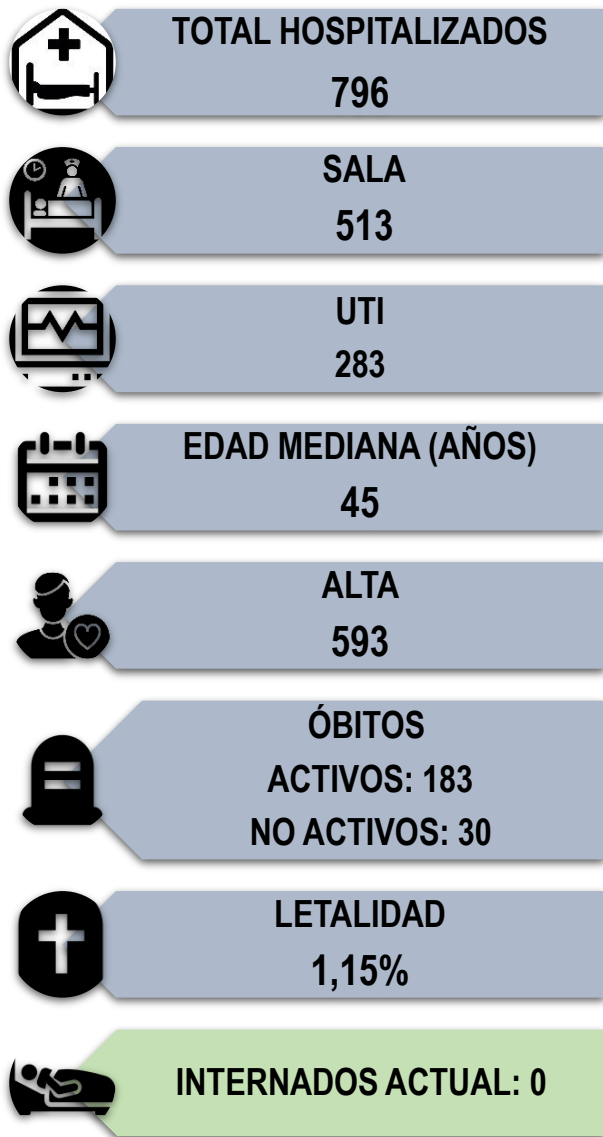 TOTAL HOSPITALIZADOS
796
SALA
513
UTI
283
EDAD MEDIANA (AÑOS)
45
ALTA
593
ÓBITOS
ACTIVOS: 183
NO ACTIVOS: 30
LETALIDAD
1,15%
INTERNADOS ACTUAL: 0